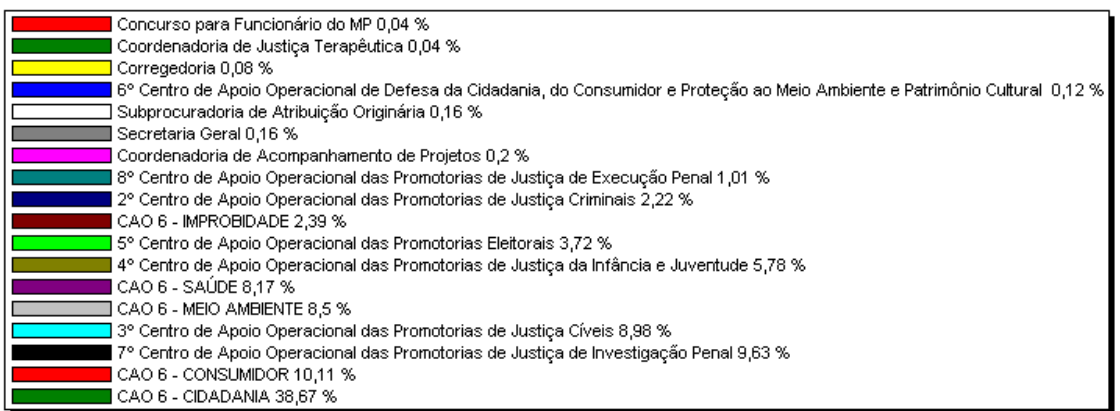 Concurso para Funcionário do MP 0,04 %
Coordenadoria de Justiça Terapêutica 0,04 %
Corregedoria 0,08 %
6º Centro de Apoio Operacional de Defesa da Cidadania, do Consumidor e Proteção ao Meio Ambiente e Patrimônio Cultural 0,12 %
Subprocuradoria de Atribuição Originária 0,16 %
Secretaria Geral 0,16 %
Coordenadoria de Acompanhamento de Projetos 0,2 %
8º Centro de Apoio Operacional das Promotorias de Justiça de Execução Penal 1,01 %
2º Centro de Apoio Operacional das Promotorias de Justiça Criminais 2,22 %
CAO 6 - IMPROBIDADE 2,39 %
5º Centro de Apoio Operacional das Promotorias Eleitorais 3,72 %
4º Centro de Apoio Operacional das Promotorias de Justiça da Infância e Juventude 5,78 %
CAO 6 - SAÚDE 8,17 %
CAO 6 - MEIO AMBIENTE 8,5 %
3º Centro de Apoio Operacional das Promotorias de Justiça Cíveis 8,98 %
7º Centro de Apoio Operacional das Promotorias de Justiça de Investigação Penal 9,63 %
CAO 6 - CONSUMIDOR 10,11 %
CAO 6 - CIDADANIA 38,67 %